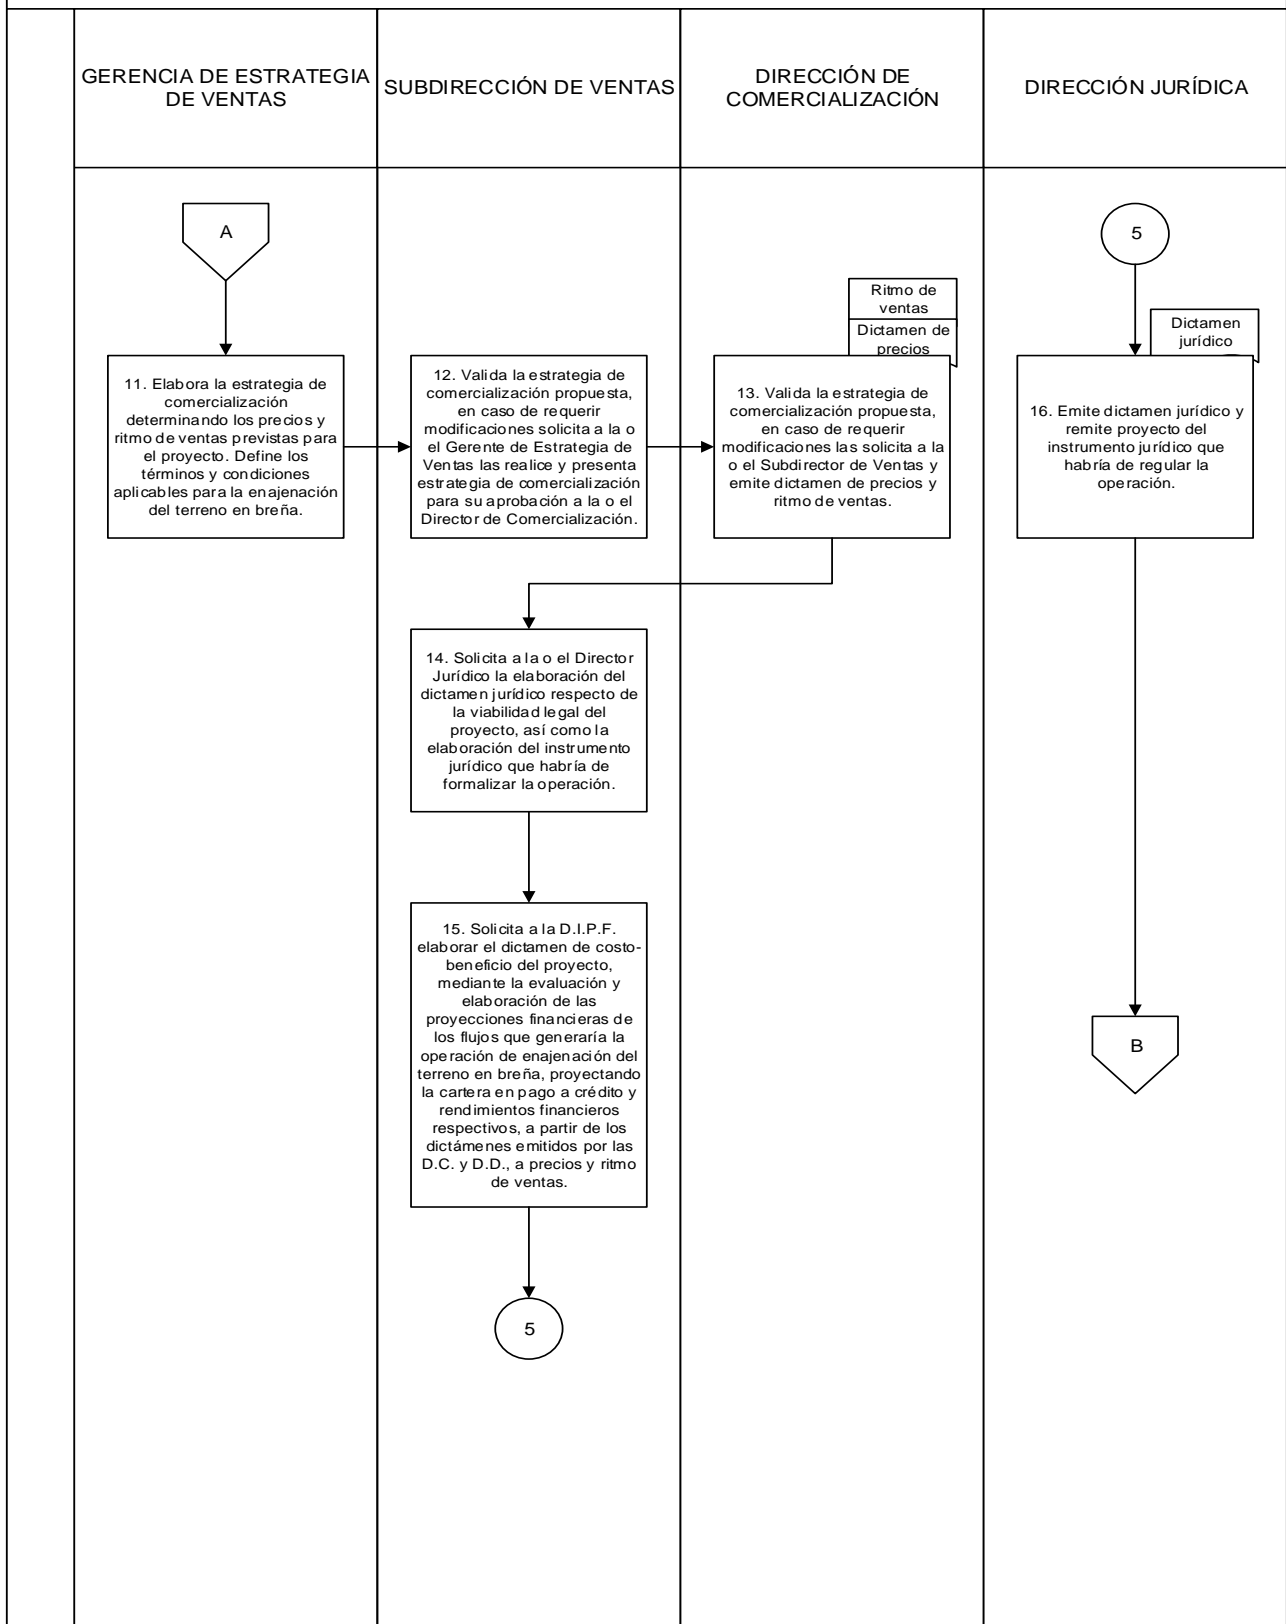 GERENCIA DE ESTRATEGIA
DE VENTAS
SUBDIRECCIÓN DE VENTAS
DIRECCIÓN DE
COMERCIALIZACIÓN
DIRECCIÓN JURÍDICA
A
11. Elabora la estrategia de
comercialización
determinando los precios y
ritmo de ventas previstas para
el proyecto. Define los
términos y condiciones
aplicables para la enajenación
del terreno en breña.
12. Valida la estrategia de
comercialización propuesta,
en caso de requerir
modificaciones solicita a la o
el Gerente de Estrategia de
Ventas las realice y presenta
estrategia de comercialización
para su aprobación a la o el
Director de Comercialización.
Ritmo de
ventas
Dictamen de
precios
13. Valida la estrategia de
comercialización propuesta,
en caso de requerir
modificaciones las solicita a la
o el Subdirector de Ventas y
emite dictamen de precios y
ritmo de ventas.
14. Solicita a la o el Director
Jurídico la elaboración del
dictamen jurídico respecto de
la viabilidad legal del
proyecto, así como la
elaboración del instrumento
jurídico que habría de
formalizar la operación.
15. Solicita a la D.I.P.F.
elaborar el dictamen de costo-
beneficio del proyecto,
mediante la evaluación y
elaboración de las
proyecciones financieras de
los flujos que generaría la
operación de enajenación del
terreno en breña, proyectando
la cartera en pago a crédito y
rendimientos financieros
respectivos, a partir de los
dictámenes emitidos por las
D.C. y D.D., a precios y ritmo
de ventas.
5
5
Dictamen
jurídico
16. Emite dictamen jurídico y
remite proyecto del
instrumento jurídico que
habría de regular la
operación.
B